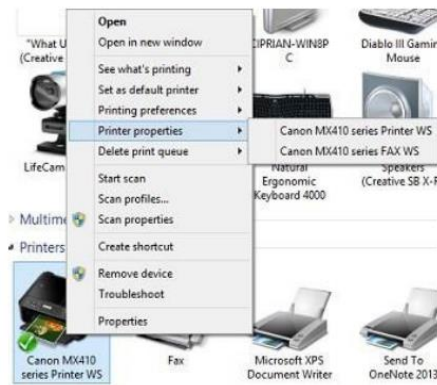 "What U
(Creative
Open
Open in new window
See what's printing
Set as default printer
Printing preferences
Printer properties
Delete print queue
Start scan
Scan profiles...
Scan properties
Create shortcut
Remove device
Troubleshoot
Properties
Canon MX410 series Printer WS
Canon MX410 series FAX WS
CIPRIAN-WIN8P
C
Diablo III Gamin
Mouse
LifeCam
Natural
Ergonomic
Keyboard 4000
Speakers
(Creative SB X-F
Multime
Printers
Canon MX410
series Printer WS
Fax
Microsoft XPS
Document Writer
Send To
OneNote 2013